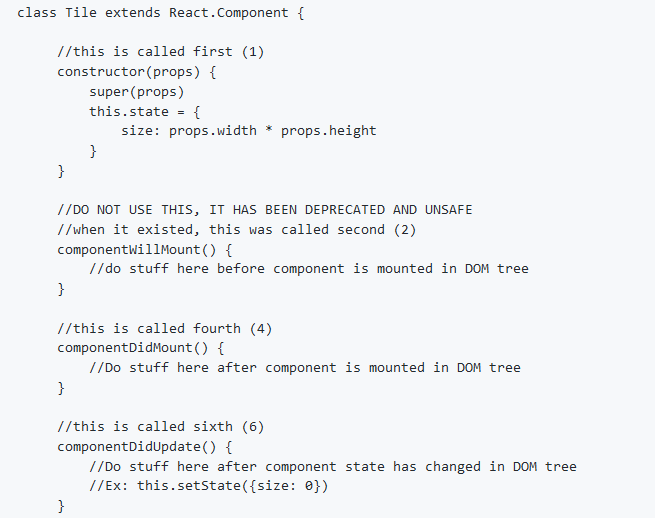 class Tile extends React.Component {
//this is called first (1)
constructor(props) {
super(props)
this.state = {
size: props.width * props.height
}
}
//DO NOT USE THIS, IT HAS BEEN DEPRECATED AND UNSAFE
//when it existed, this was called second (2)
componentWillMount() {
//do stuff here before component is mounted in DOM tree
}
//this is called fourth (4)
componentDidMount() {
//Do stuff here after component is mounted in DOM tree
}
//this is called sixth (6)
componentDidUpdate() {
//Do stuff here after component state has changed in DOM tree
//Ex: this.setState({size: 0})
}